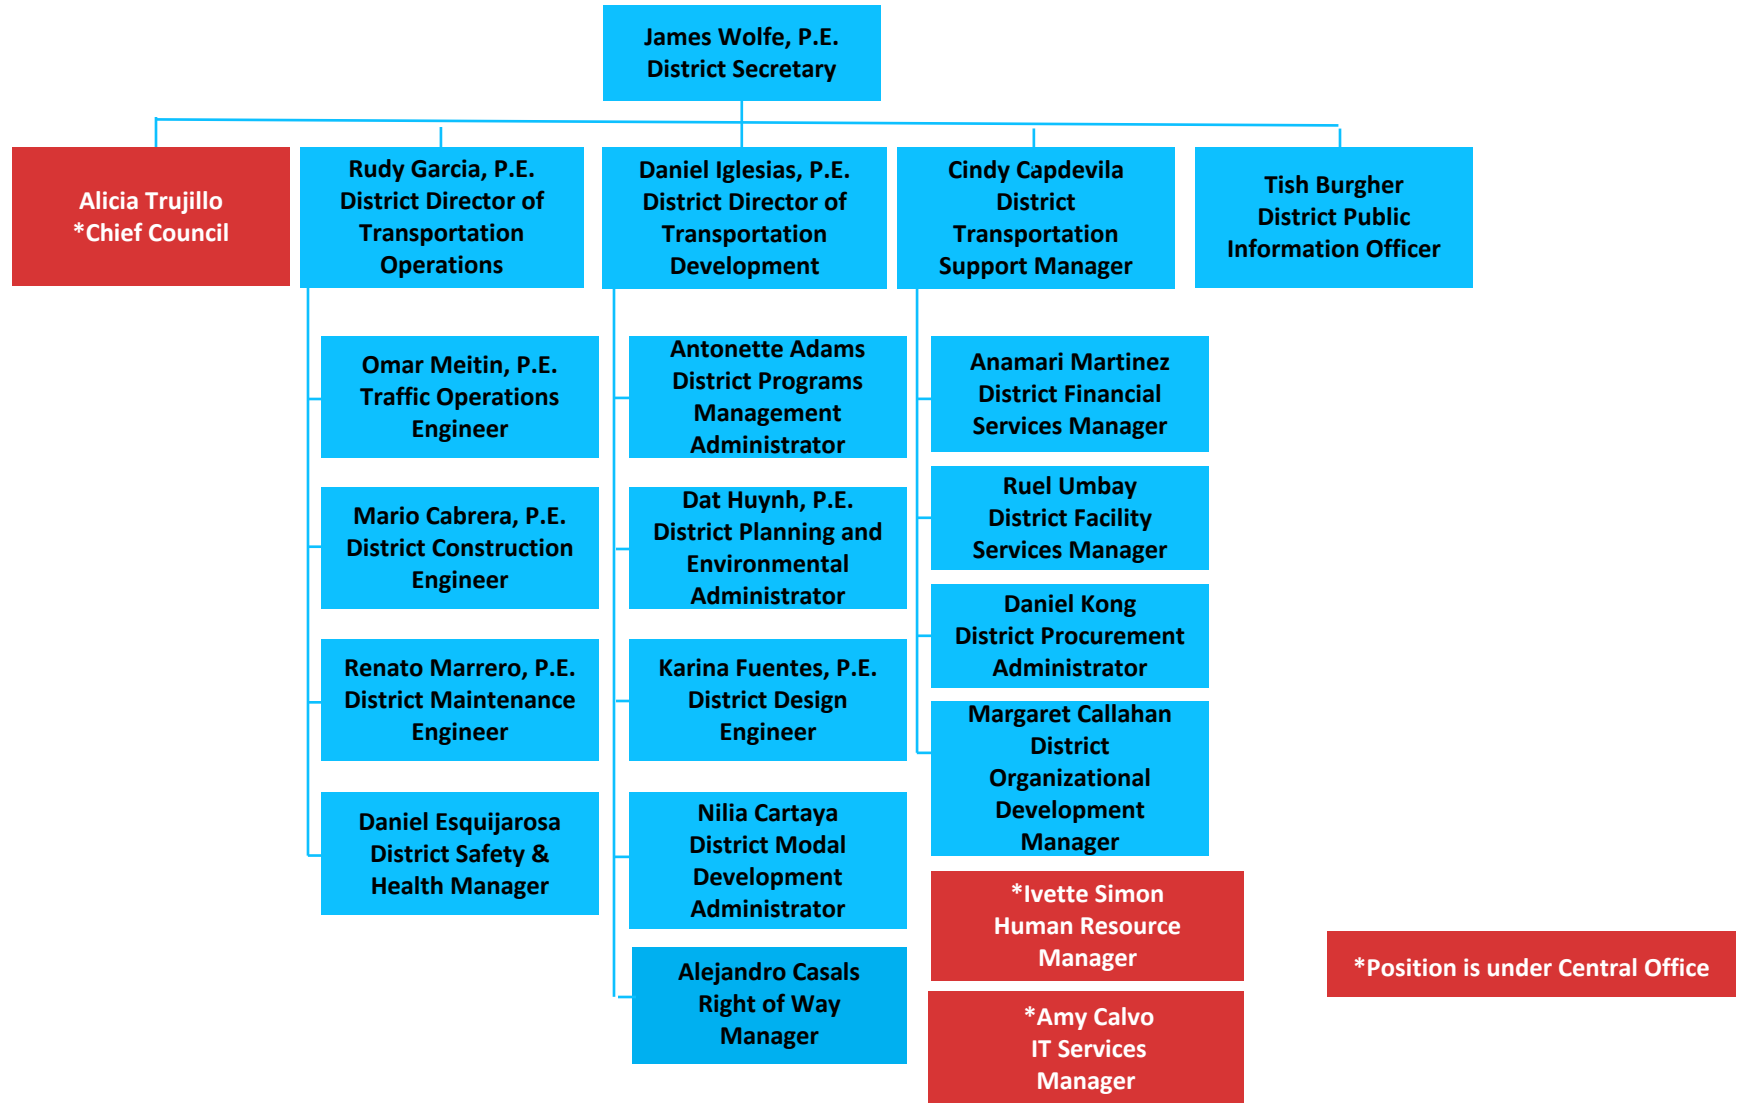 James Wolfe, P.E.
District Secretary
Alicia Trujillo
*Chief Council
Rudy Garcia, P.E.
District Director of
Transportation
Operations
Daniel Iglesias, P.E.
District Director of
Transportation
Development
Cindy Capdevila
District
Transportation
Support Manager
Tish Burgher
District Public
Information Officer
Omar Meitin, P.E.
Traffic Operations
Engineer
Mario Cabrera, P.E.
District Construction
Engineer
Renato Marrero, P.E.
District Maintenance
Engineer
Daniel Esquijarosa
District Safety &
Health Manager
Antonette Adams
District Programs
Management
Administrator
Dat Huynh, P.E.
District Planning and
Environmental
Administrator
Karina Fuentes, P.E.
District Design
Engineer
Nilia Cartaya
District Modal
Development
Administrator
Alejandro Casals
Right of Way
Manager
Anamari Martinez
District Financial
Services Manager
Ruel Umbay
District Facility
Services Manager
Daniel Kong
District Procurement
Administrator
Margaret Callahan
District
Organizational
Development
Manager
*Ivette Simon
Human Resource
Manager
*Amy Calvo
IT Services
Manager
*Position is under Central Office